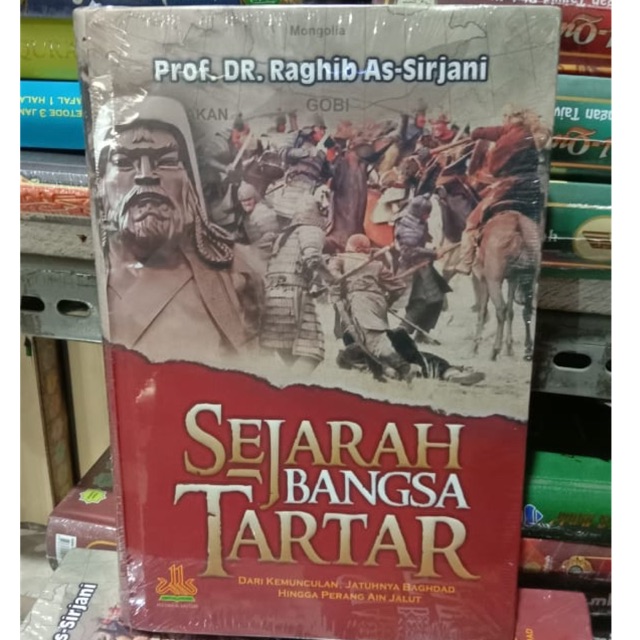 Mongolia
Prof. DR. Raghib As-Sirjani
KAN
GOBI
SEJARAH
BANGSA
TARTAR
DARI KEMUNCULAN, JATUHNYA BAGHDAD
HINGGA PERANG AIN JALUT
s-Sirjani